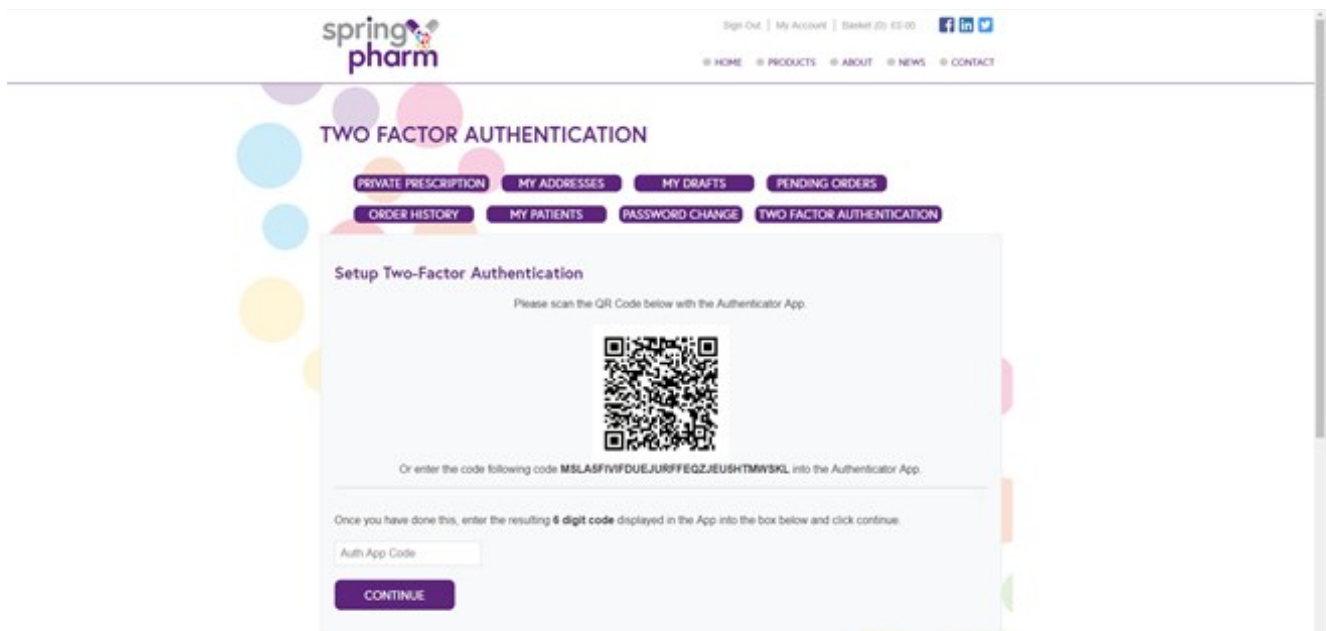 spring
pharm
Sign Out | My Account | Basket (0) £0.00
HOME PRODUCTS ABOUT NEWS CONTACT
TWO FACTOR AUTHENTICATION
PRIVATE PRESCRIPTION MY ADDRESSES MY DRAFTS PENDING ORDERS
ORDER HISTORY MY PATIENTS PASSWORD CHANGE TWO FACTOR AUTHENTICATION
Setup Two-Factor Authentication
Please scan the QR Code below with the Authenticator App.
Or enter the code following code into the Authenticator App.
Once you have done this, enter the resulting 6 digit code displayed in the App into the box below and click continue.
Auth App Code
CONTINUE